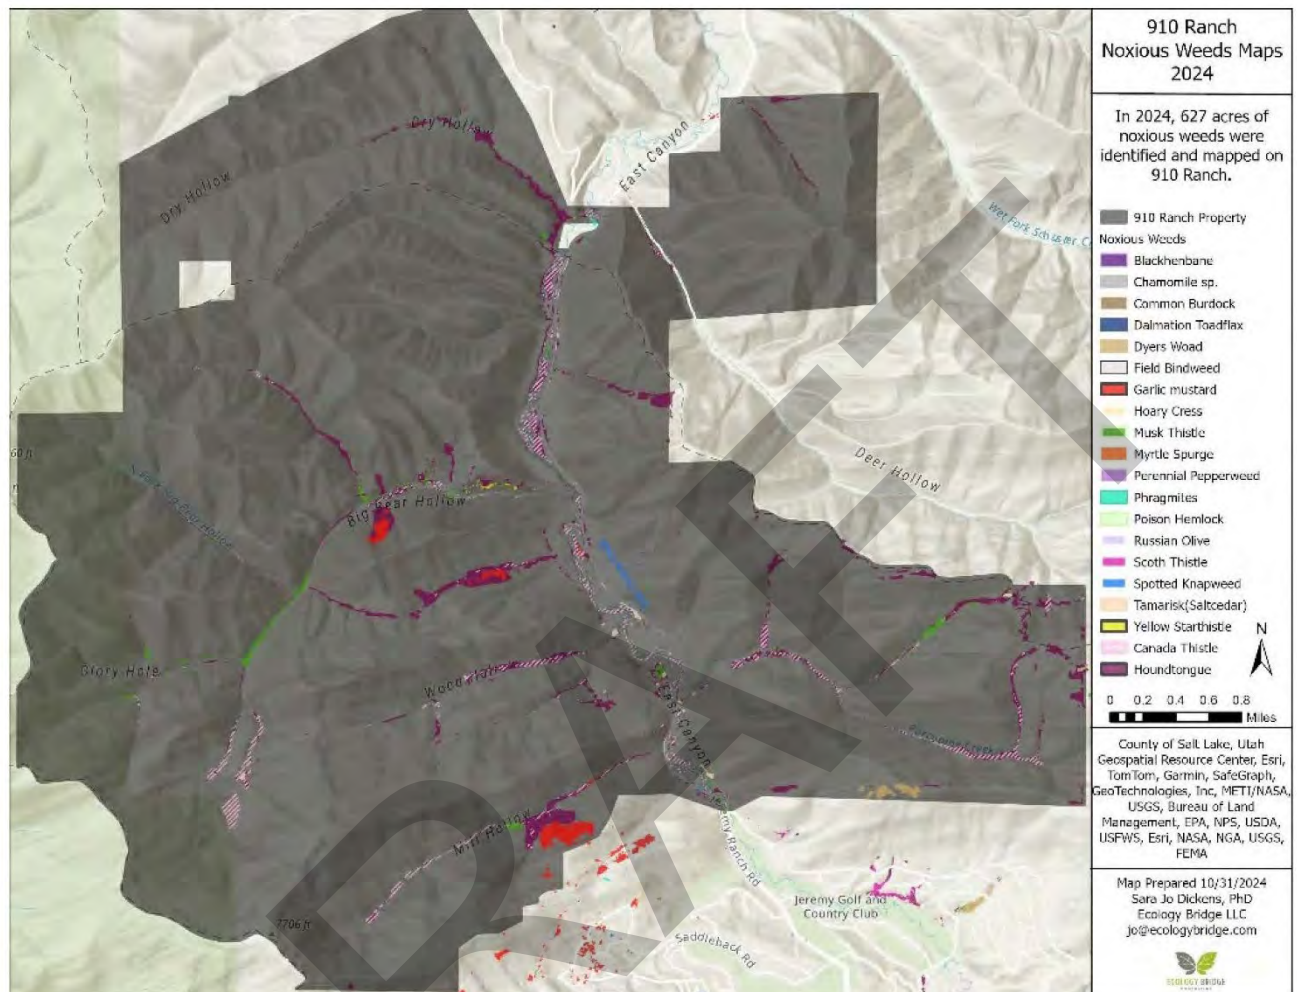 910 Ranch
Noxious Weeds Maps
2024
In 2024, 627 acres of
noxious weeds were
identified and mapped on
910 Ranch.
910 Ranch Property
Noxious Weeds
Blackhenbane
Chamomile sp.
Common Burdock
Dalmation Toadflax
Dyers Woad
Field Bindweed
Garlic mustard
Hoary Cress
Musk Thistle
Myrtle Spurge
Perennial Pepperweed
Phragmites
Poison Hemlock
Russian Olive
Scoth Thistle
Spotted Knapweed
Tamarisk(Saltcedar)
Yellow Starthistle
Canada Thistle
Houndtongue
N
0 0.2 0.4 0.6 0.8
Miles
County of Salt Lake, Utah
Geospatial Resource Center, Esri,
TomTom, Garmin, SafeGraph,
GeoTechnologies, Inc, METI/NASA,
USGS, Bureau of Land
Management, EPA, NPS, USDA,
USFWS, Esri, NASA, NGA, USGS,
FEMA
Map Prepared 10/31/2024
Sara Jo Dickens, PhD
Ecology Bridge LLC
jo@ecologybridge.com
ECOLOGY BRIDGE
Dry Hollow
Dry Hollow
East Canyon
Deer Hollow
Big Bear Hollow
Glory Hole
East Canyon
Mill Hollow
7706 ft
Jeremy Ranch Rd
Jeremy Golf and
Country Club
Saddleback Rd
DRAFT